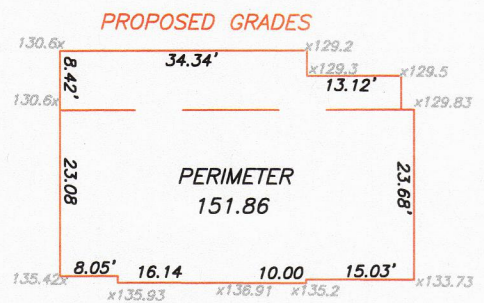 PROPOSED GRADES
130.6x
x129.2
34.34'
x129.3
x129.5
8.42'
13.12'
130.6x
x129.83
23.08
PERIMETER
151.86
23.68'
8.05'
16.14
10.00
15.03'
135.42x
x135.93
x136.91
x135.2
x133.73